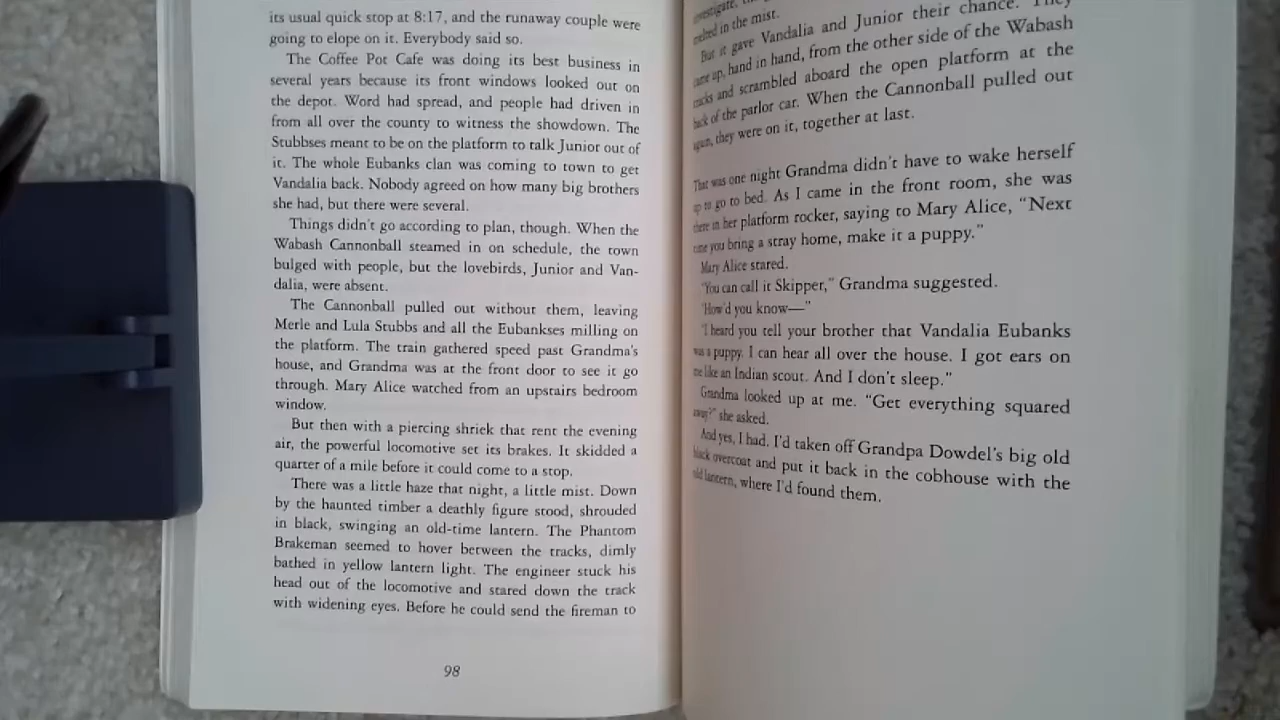 its usual quick stop at 8:17, and the runaway couple were
going to elope on it. Everybody said so.
The Coffee Pot Cafe was doing its best business in
several years because its front windows looked out on
the depot. Word had spread, and people had driven in
from all over the county to witness the showdown. The
Stubbses meant to be on the platform to talk Junior out of
it. The whole Eubanks clan was coming to town to get
Vandalia back. Nobody agreed on how many big brothers
she had, but there were several.
Things didn't go according to plan, though. When the
Wabash Cannonball steamed in on schedule, the town
bulged with people, but the lovebirds, Junior and Van-
dalia, were absent.
The Cannonball pulled out without them, leaving
Merle and Lula Stubbs and all the Eubankses milling on
the platform. The train gathered speed past Grandma's
house, and Grandma was at the front door to see it go
through. Mary Alice watched from an upstairs bedroom
window.
But then with a piercing shriek that rent the evening
air, the powerful locomotive set its brakes. It skidded a
quarter of a mile before it could come to a stop.
There was a little haze that night, a little mist. Down
by the haunted timber a deathly figure stood, shrouded
in black, swinging an old-time lantern. The Phantom
Brakeman seemed to hover between the tracks, dimly
bathed in yellow lantern light. The engineer stuck his
head out of the locomotive and stared down the track
with widening eyes. Before he could send the fireman to
98
investigate,
melted in the mist.
But it gave Vandalia and Junior their chance. They
came up, hand in hand, from the other side of the Wabash
tracks and scrambled aboard the open platform at the
back of the parlor car. When the Cannonball pulled out
again, they were on it, together at last.
That was one night Grandma didn't have to wake herself
up to go to bed. As I came in the front room, she was
there in her platform rocker, saying to Mary Alice, "Next
time you bring a stray home, make it a puppy."
Mary Alice stared.
"You can call it Skipper," Grandma suggested.
"How'd you know—"
"I heard you tell your brother that Vandalia Eubanks
was a puppy. I can hear all over the house. I got ears on
me like an Indian scout. And I don't sleep."
Grandma looked up at me. "Get everything squared
away?" she asked.
And yes, I had. I'd taken off Grandpa Dowdel's big old
black overcoat and put it back in the cobhouse with the
old lantern, where I'd found them.